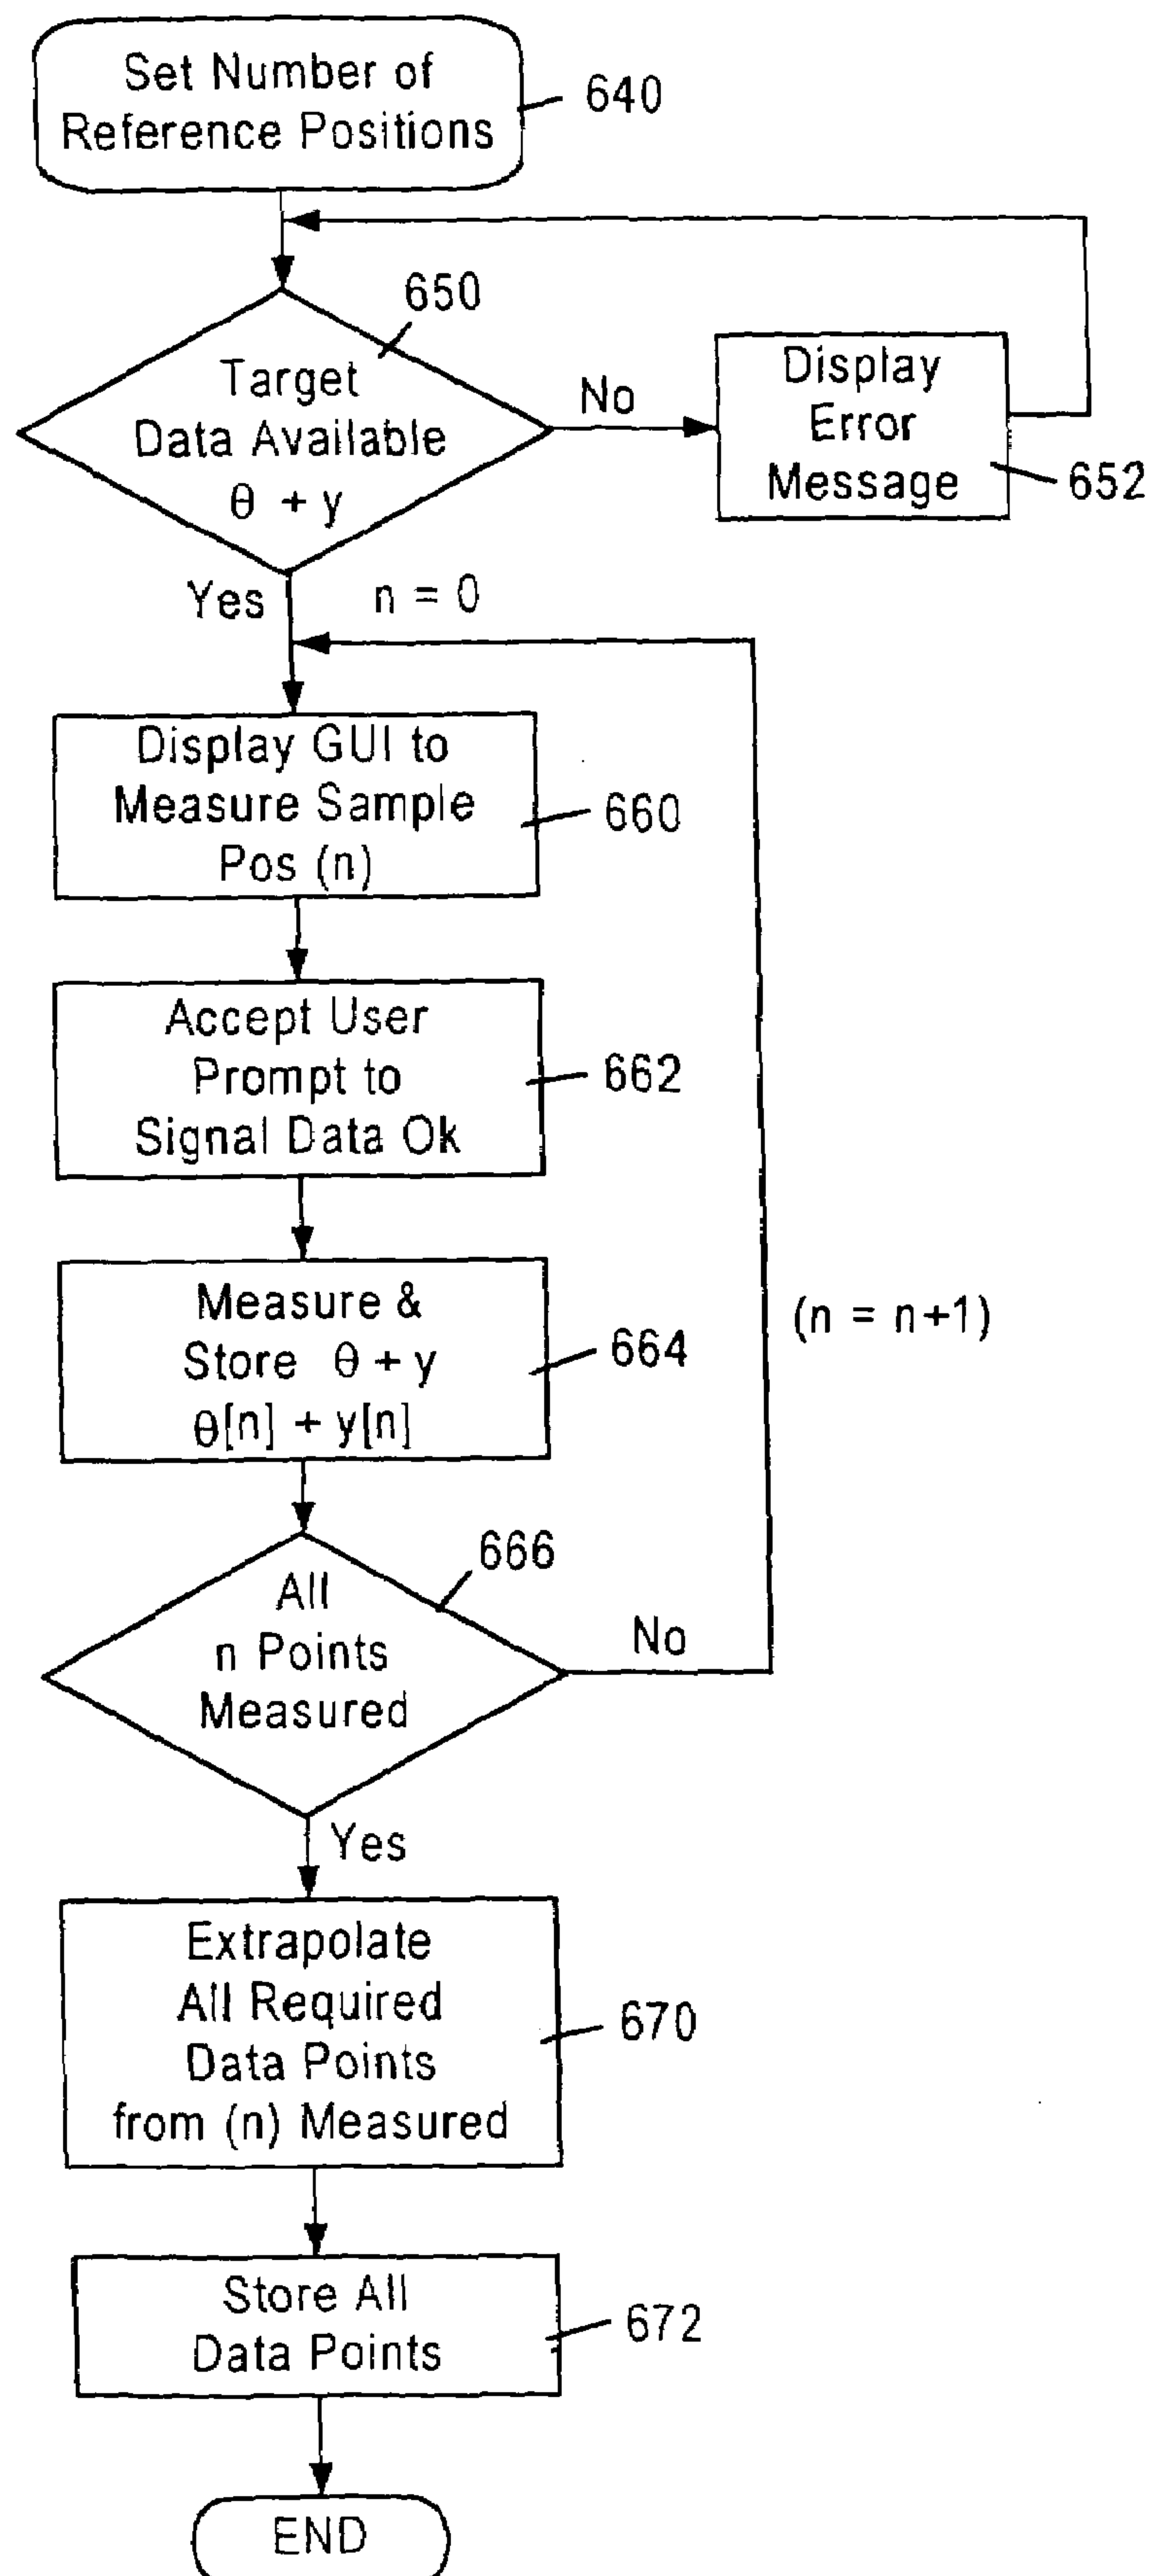 Set Number of
Reference Positions
640
650
Target
Data Available
θ + y
No
Display
Error
Message
652
Yes
n = 0
Display GUI to
Measure Sample
Pos (n)
660
Accept User
Prompt to
Signal Data Ok
662
Measure &
Store θ + y
θ[n] + y[n]
664
(n = n+1)
666
All
n Points
Measured
No
Yes
Extrapolate
All Required
Data Points
from (n) Measured
670
Store All
Data Points
672
END